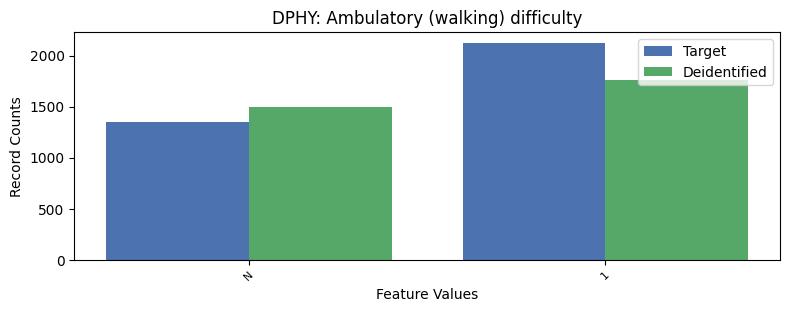 DPHY: Ambulatory (walking) difficulty
Record Counts
2000
1500
1000
500
0
Target
Deidentified
N
1
Feature Values